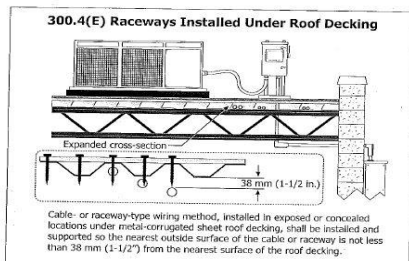 300.4(E) Raceways Installed Under Roof Decking
Expanded cross-section
38 mm (1-1/2 in.)
Cable- or raceway-type wiring method, installed in exposed or concealed
locations under metal-corrugated sheet roof decking, shall be installed and
supported so the nearest outside surface of the cable or raceway is not less
than 38 mm (1-1/2") from the nearest surface of the roof decking.